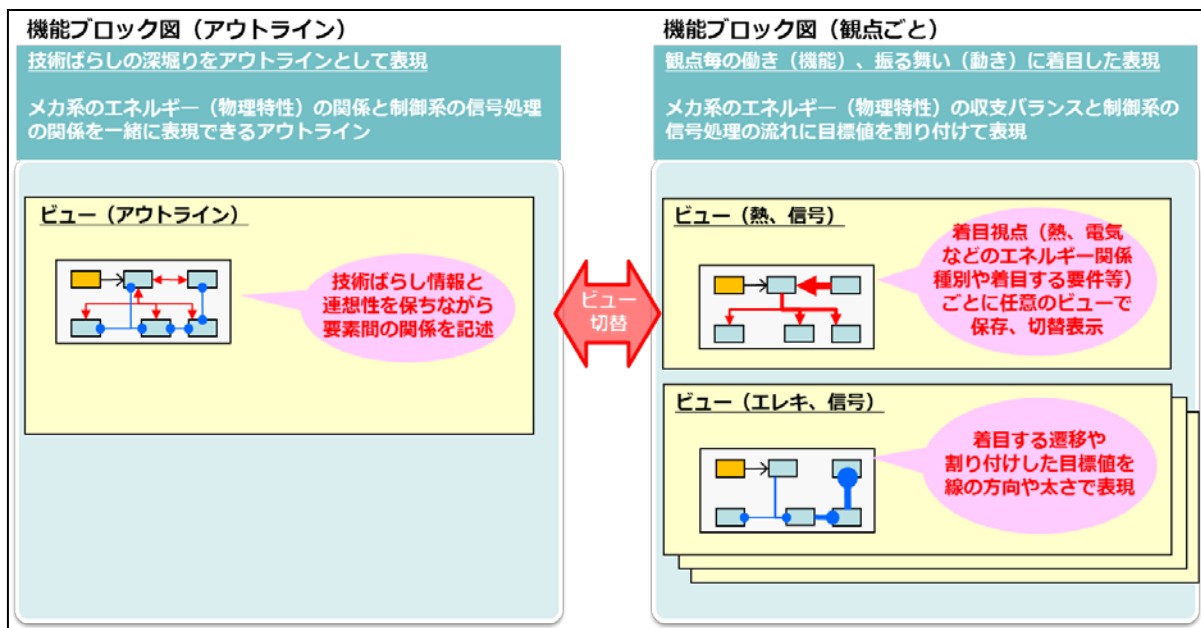 機能ブロック図（アウトライン）
技術ばらしの深堀りをアウトラインとして表現
メカ系のエネルギー（物理特性）の関係と制御系の信号処理
の関係を一緒に表現できるアウトライン
ビュー（アウトライン）
技術ばらし情報と
連想性を保ちながら
要素間の関係を記述
ビュー
切替
機能ブロック図（観点ごと）
観点毎の働き（機能）、振る舞い（動き）に着目した表現
メカ系のエネルギー（物理特性）の収支バランスと制御系の
信号処理の流れに目標値を割り付けて表現
ビュー（熱、信号）
着目視点（熱、電気
などのエネルギー関係
種別や着目する要件等）
ごとに任意のビューで
保存、切替表示
ビュー（エレキ、信号）
着目する遷移や
割り付けした目標値を
線の方向や太さで表現